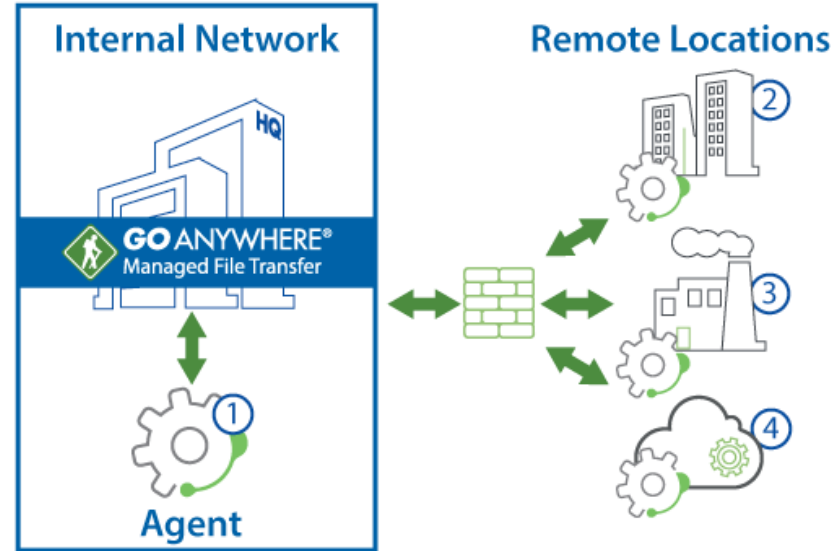 Internal Network
HQ
GO ANYWHERE®
Managed File Transfer
1
Agent
Remote Locations
2
3
4